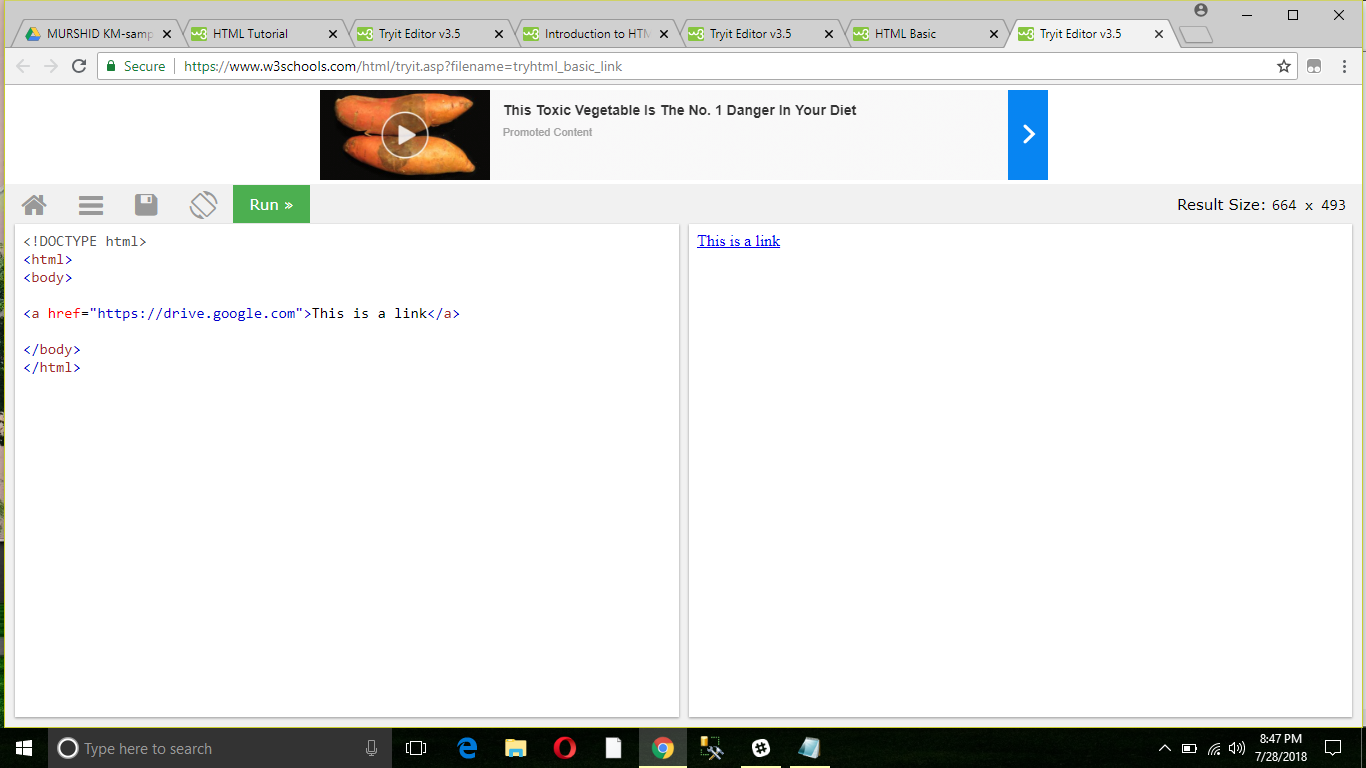 MURSHID KM-samp
HTML Tutorial
Tryit Editor v3.5
Introduction to HTM
Tryit Editor v3.5
HTML Basic
Tryit Editor v3.5
Secure
https://www.w3schools.com/html/tryit.asp?filename=tryhtml_basic_link
This Toxic Vegetable Is The No. 1 Danger In Your Diet
Promoted Content
Run »
Result Size: 664 x 493
<!DOCTYPE html>
<html>
<body>
<a href="https://drive.google.com">This is a link</a>
</body>
</html>
This is a link
Type here to search
8:47 PM
7/28/2018